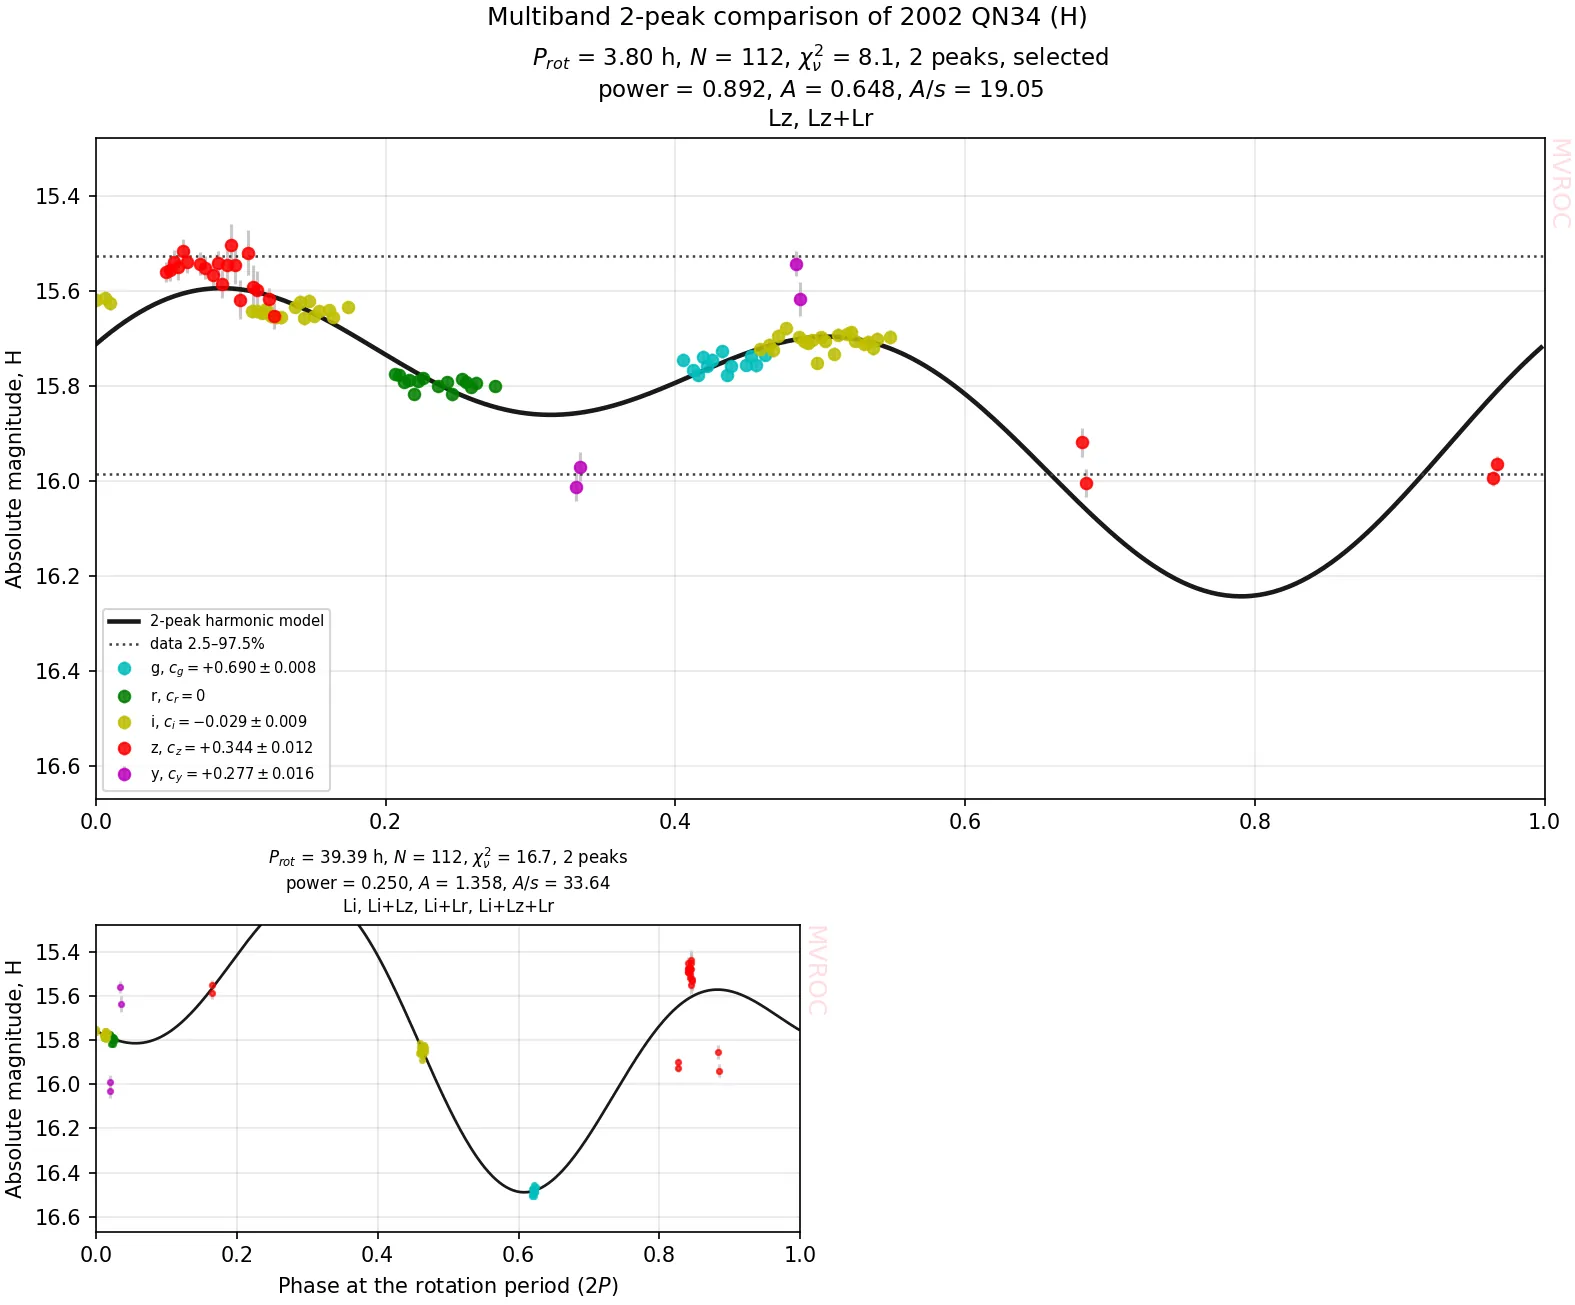 Multiband 2-peak comparison of 2002 QN34 (H)
P_rot = 3.80 h, N = 112, χ²_ν = 8.1, 2 peaks, selected
power = 0.892, A = 0.648, A/s = 19.05
Lz, Lz+Lr
MVROC
Absolute magnitude, H
15.4
15.6
15.8
16.0
16.2
16.4
16.6
2-peak harmonic model
data 2.5–97.5%
g, c_g = +0.690 ± 0.008
r, c_r = 0
i, c_i = −0.029 ± 0.009
z, c_z = +0.344 ± 0.012
y, c_y = +0.277 ± 0.016
0.0 0.2 0.4 0.6 0.8 1.0
P_rot = 39.39 h, N = 112, χ²_ν = 16.7, 2 peaks
power = 0.250, A = 1.358, A/s = 33.64
Li, Li+Lz, Li+Lr, Li+Lz+Lr
MVROC
Absolute magnitude, H
15.4
15.6
15.8
16.0
16.2
16.4
16.6
0.0 0.2 0.4 0.6 0.8 1.0
Phase at the rotation period (2P)